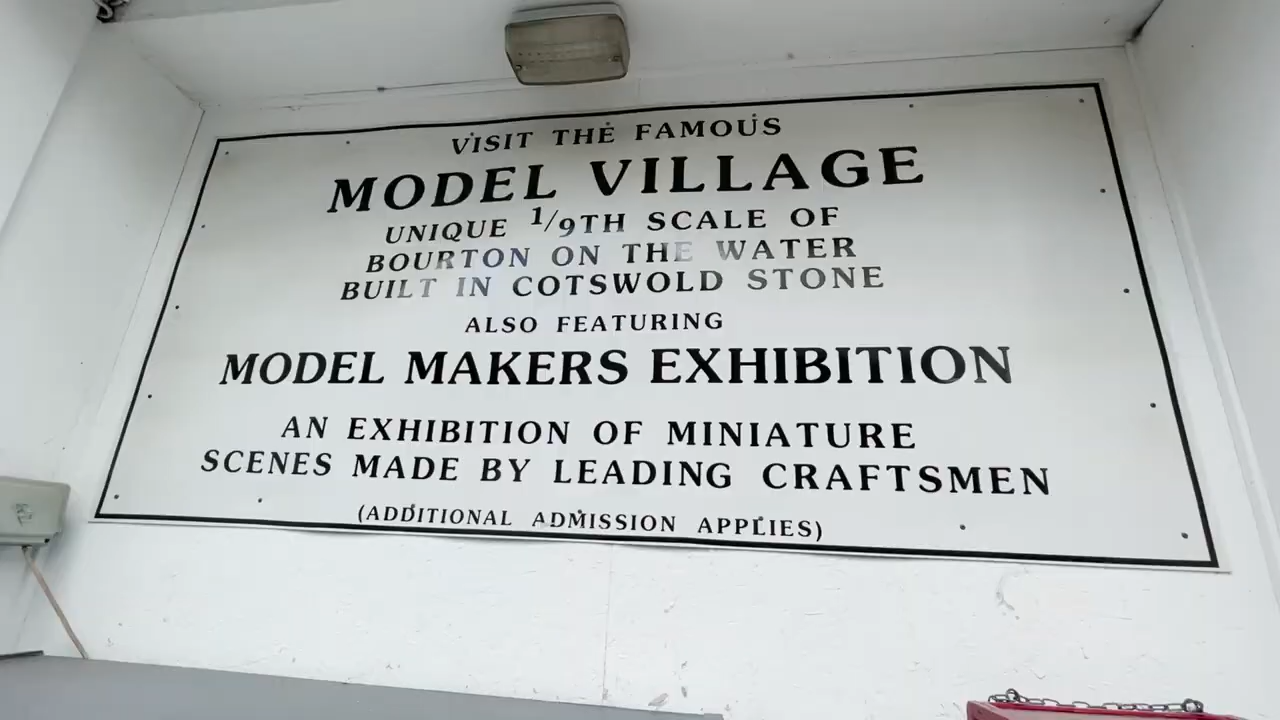 VISIT THE FAMOUS
MODEL VILLAGE
UNIQUE 1/9TH SCALE OF
BOURTON ON THE WATER
BUILT IN COTSWOLD STONE
ALSO FEATURING
MODEL MAKERS EXHIBITION
AN EXHIBITION OF MINIATURE
SCENES MADE BY LEADING CRAFTSMEN
(ADDITIONAL ADMISSION APPLIES)